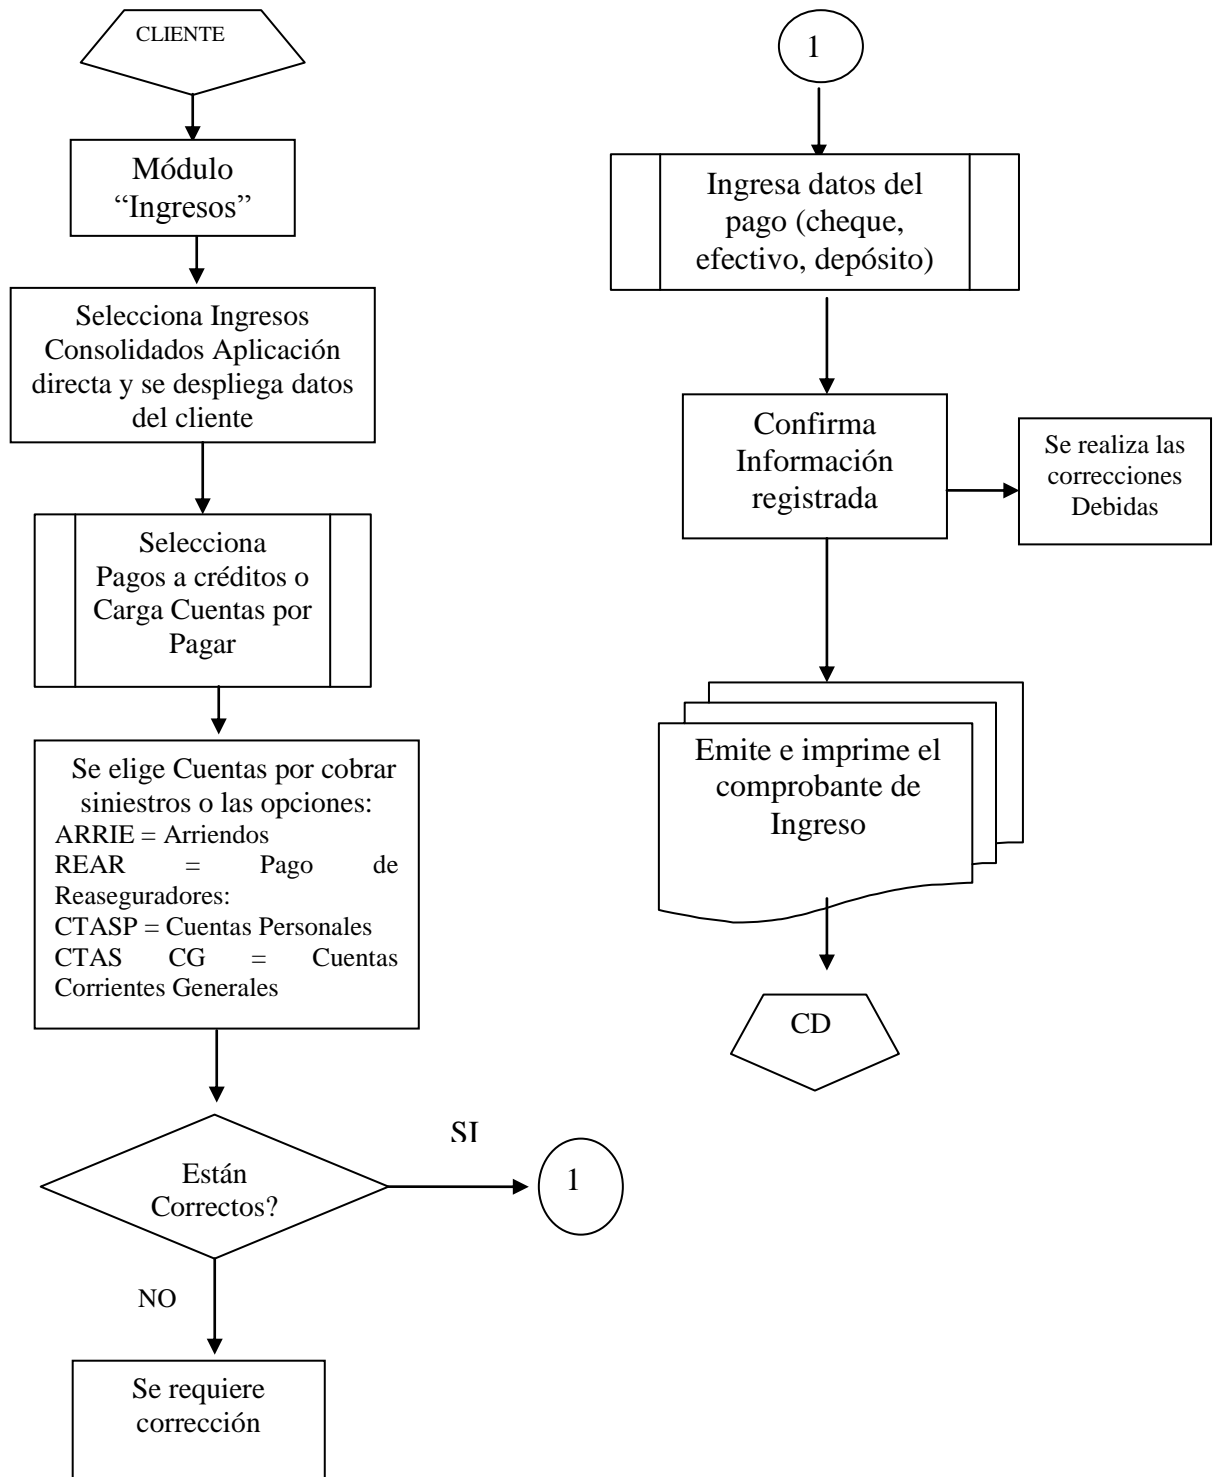 CLIENTE
Módulo
“Ingresos”
Selecciona Ingresos
Consolidados Aplicación
directa y se despliega datos
del cliente
Selecciona
Pagos a créditos o
Carga Cuentas por
Pagar
Se elige Cuentas por cobrar
siniestros o las opciones:
ARRIE = Arriendos
REAR = Pago de
Reaseguradores:
CTASP = Cuentas Personales
CTAS CG = Cuentas
Corrientes Generales
Están
Correctos?
SI
1
NO
Se requiere
corrección
1
Ingresa datos del
pago (cheque,
efectivo, depósito)
Confirma
Información
registrada
Se realiza las
correcciones
Debidas
Emite e imprime el
comprobante de
Ingreso
CD